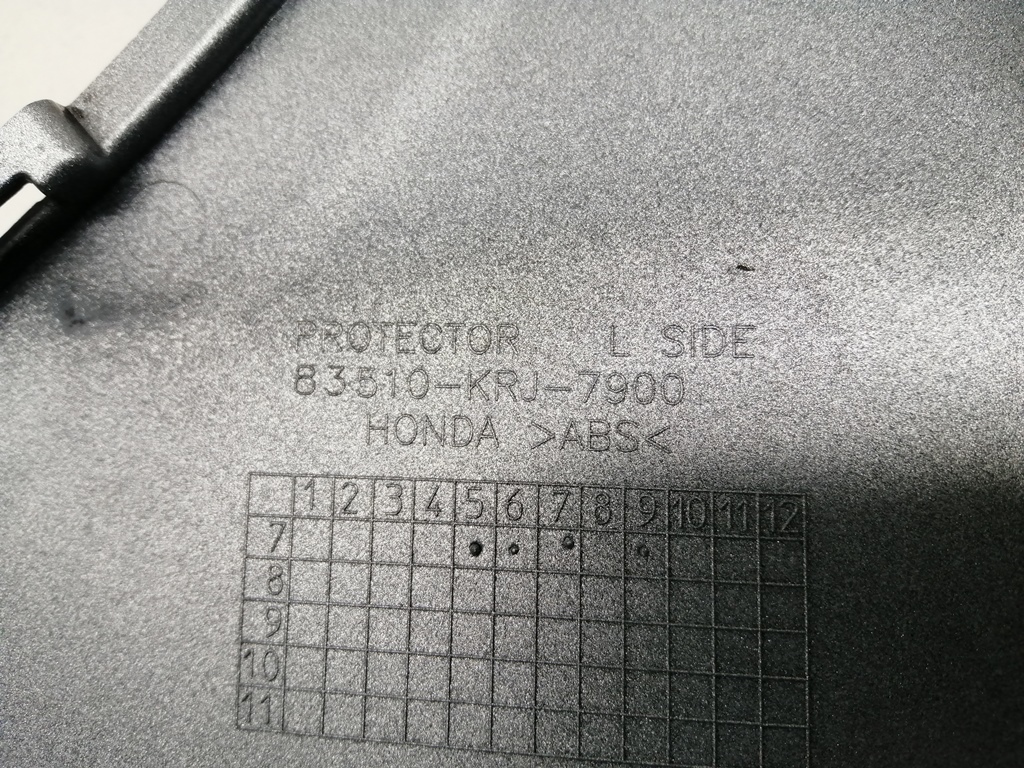 PROTECTOR L SIDE
83510-KRJ-7900
HONDA >ABS<
1 2 3 4 5 6 7 8 9 10 11 12
7
8
9
10
11